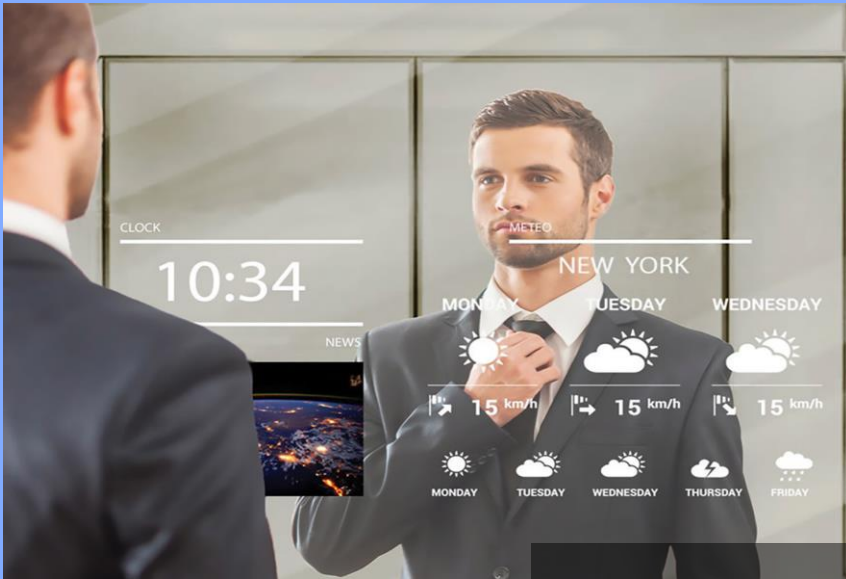 CLOCK
10:34
NEWS
METEO
NEW YORK
MONDAY TUESDAY WEDNESDAY
15 km/h 15 km/h 15 km/h
MONDAY TUESDAY WEDNESDAY THURSDAY FRIDAY